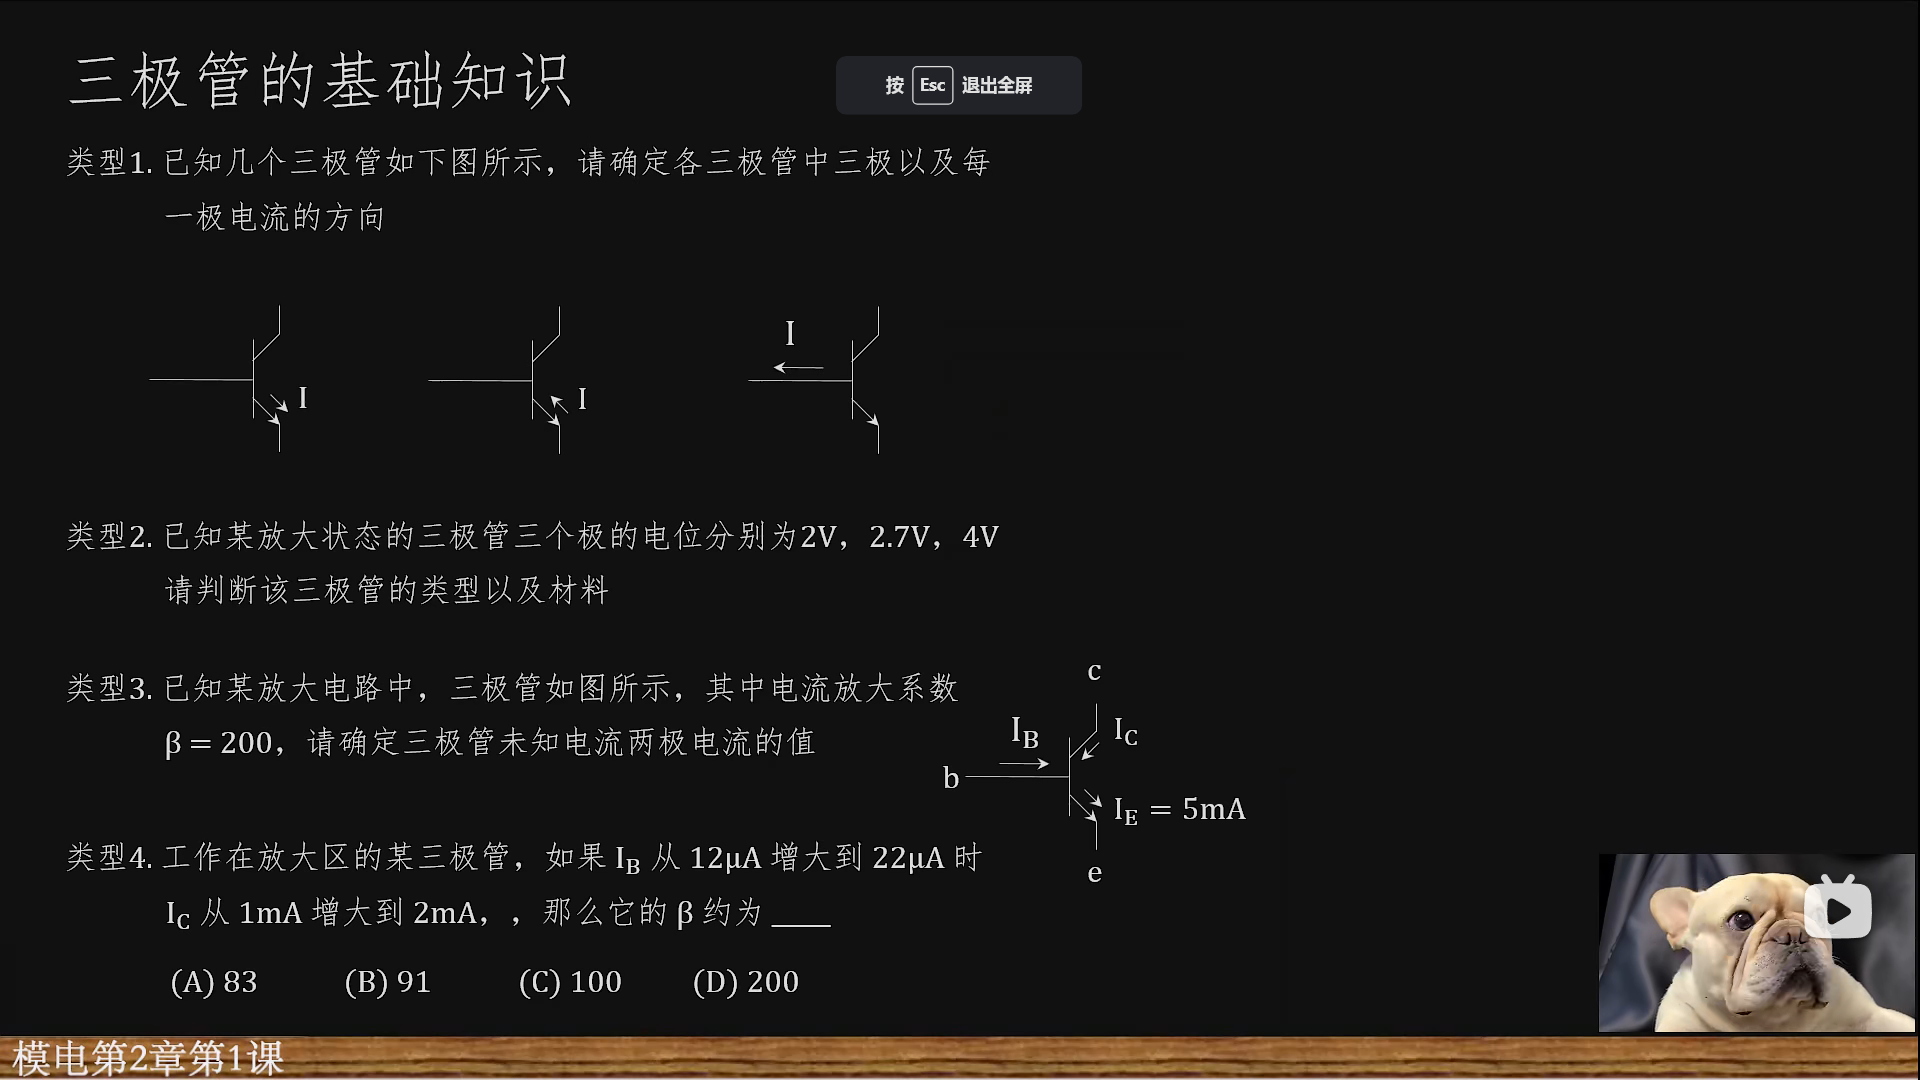 三极管的基础知识
按 Esc 退出全屏
类型1. 已知几个三极管如下图所示，请确定各三极管中三极以及每
一极电流的方向
I
I
I
类型2. 已知某放大状态的三极管三个极的电位分别为2V，2.7V，4V
请判断该三极管的类型以及材料
类型3. 已知某放大电路中，三极管如图所示，其中电流放大系数
β = 200，请确定三极管未知电流两极电流的值
c
I_B
I_C
b
I_E = 5mA
e
类型4. 工作在放大区的某三极管，如果 I_B 从 12μA 增大到 22μA 时
I_C 从 1mA 增大到 2mA，，那么它的 β 约为 ____
(A) 83 (B) 91 (C) 100 (D) 200
模电第2章第1课